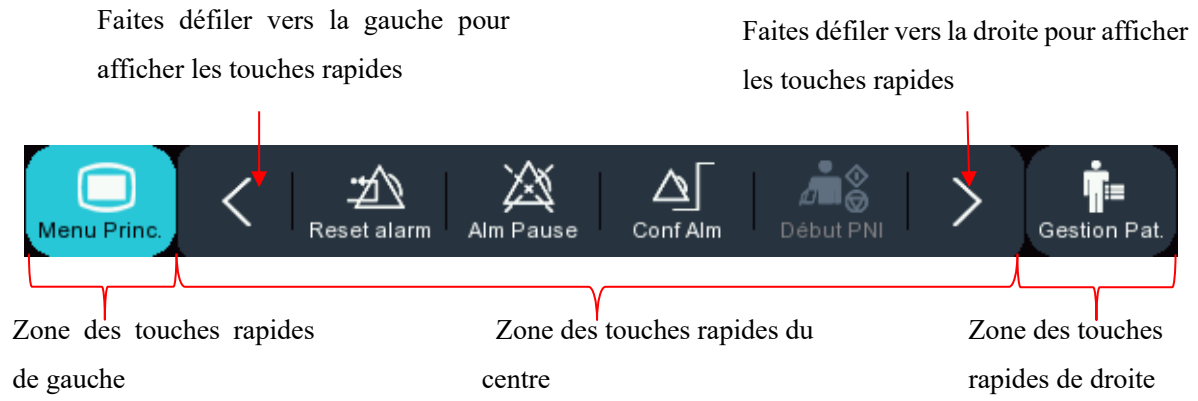 Faites défiler vers la gauche pour
afficher les touches rapides
Faites défiler vers la droite pour afficher
les touches rapides
Menu Princ.
Reset alarm
Alm Pause
Conf Alm
Début PNI
Gestion Pat.
Zone des touches rapides
de gauche
Zone des touches rapides du
centre
Zone des touches
rapides de droite